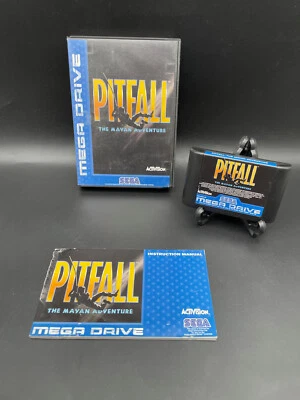 MEGA DRIVE
PITFALL
THE MAYAN ADVENTURE
ACTIVISION
SEGA
PITFALL
THE MAYAN ADVENTURE
SEGA
MEGA DRIVE
INSTRUCTION MANUAL
PITFALL
THE MAYAN ADVENTURE
ACTIVISION
SEGA
MEGA DRIVE